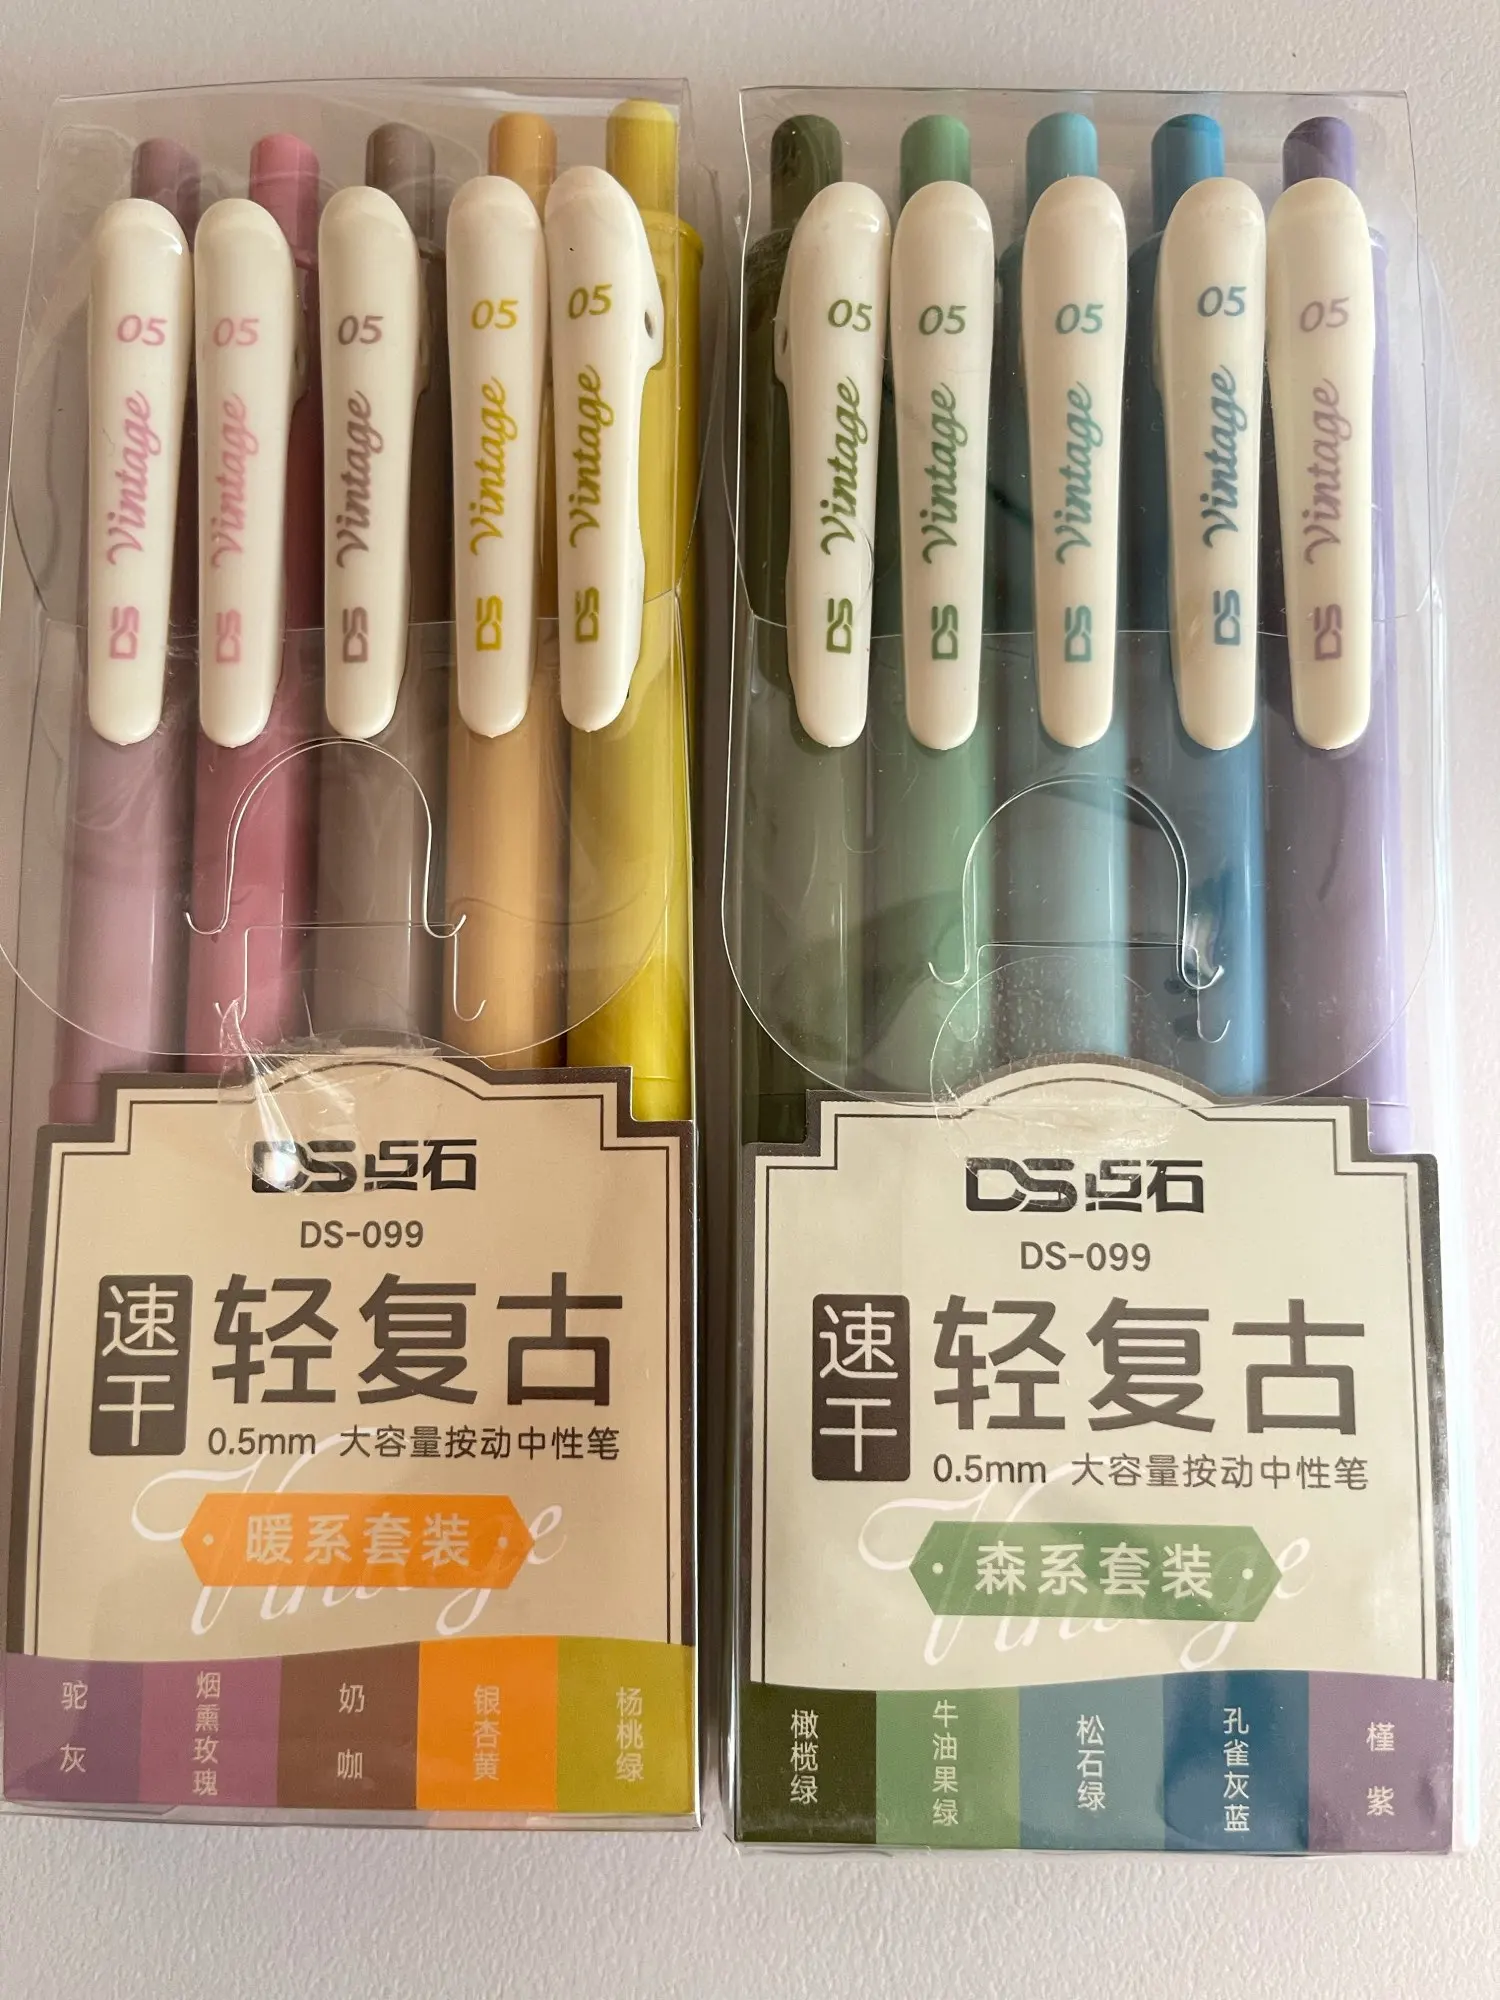 05
Vintage
DS
05
Vintage
DS
05
Vintage
DS
05
Vintage
DS
05
Vintage
DS
DS点石
DS-099
速干
轻复古
0.5mm 大容量按动中性笔
Vintage
暖系套装
驼灰
烟熏玫瑰
奶咖
银杏黄
杨桃绿
05
Vintage
DS
05
Vintage
DS
05
Vintage
DS
05
Vintage
DS
05
Vintage
DS
DS点石
DS-099
速干
轻复古
0.5mm 大容量按动中性笔
Vintage
森系套装
橄榄绿
牛油果绿
松石绿
孔雀灰蓝
槿紫